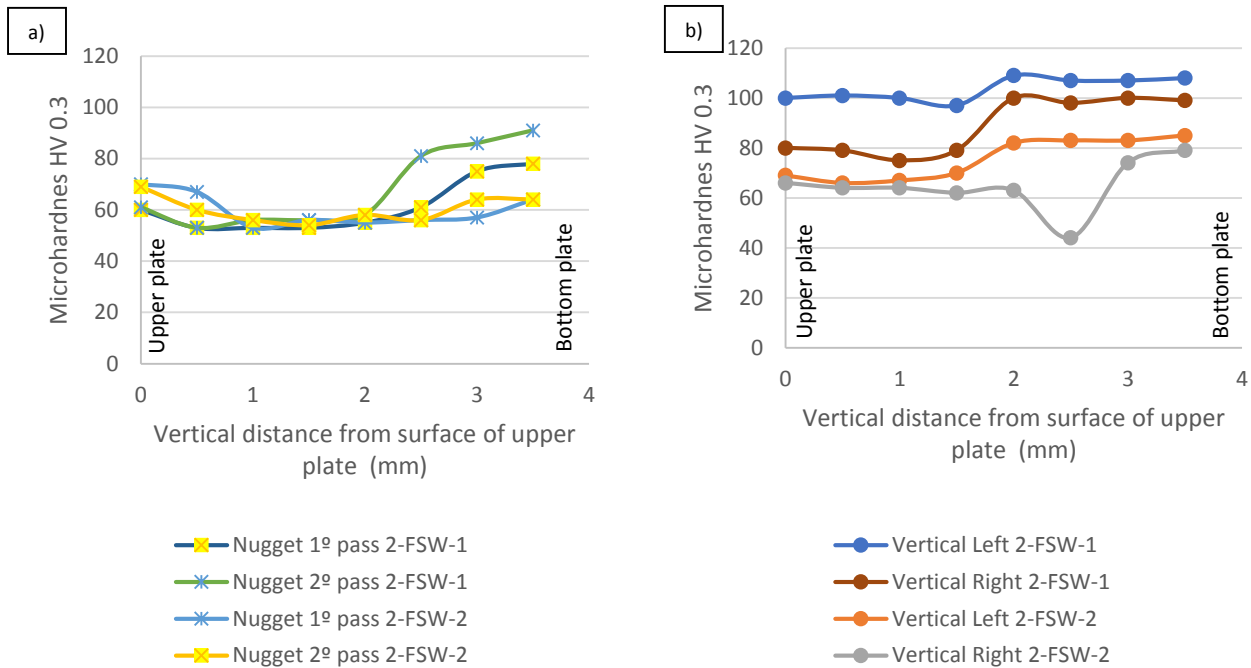 a)
120
100
80
60
40
20
0
Microhardnes HV 0.3
Upper plate
Bottom plate
0 1 2 3 4
Vertical distance from surface of upper
plate (mm)
Nugget 1º pass 2-FSW-1
Nugget 2º pass 2-FSW-1
Nugget 1º pass 2-FSW-2
Nugget 2º pass 2-FSW-2
b)
120
100
80
60
40
20
0
Microhardnes HV 0.3
Upper plate
Bottom plate
0 1 2 3 4
Vertical distance from surface of upper
plate (mm)
Vertical Left 2-FSW-1
Vertical Right 2-FSW-1
Vertical Left 2-FSW-2
Vertical Right 2-FSW-2